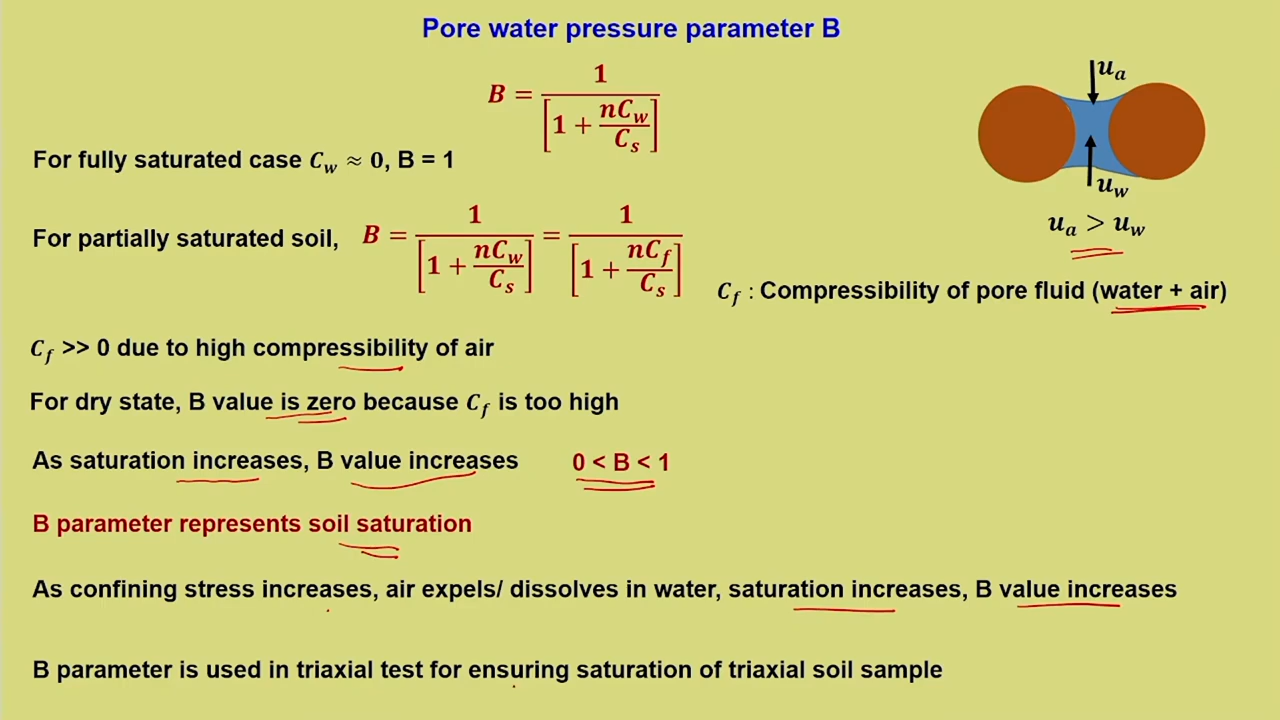 Pore water pressure parameter B
B = 1 / [1 + nC_w / C_s]
u_a
For fully saturated case C_w ≈ 0, B = 1
u_w
u_a > u_w
For partially saturated soil, B = 1 / [1 + nC_w / C_s] = 1 / [1 + nC_f / C_s]
C_f : Compressibility of pore fluid (water + air)
C_f >> 0 due to high compressibility of air
For dry state, B value is zero because C_f is too high
As saturation increases, B value increases 0 < B < 1
B parameter represents soil saturation
As confining stress increases, air expels/ dissolves in water, saturation increases, B value increases
B parameter is used in triaxial test for ensuring saturation of triaxial soil sample